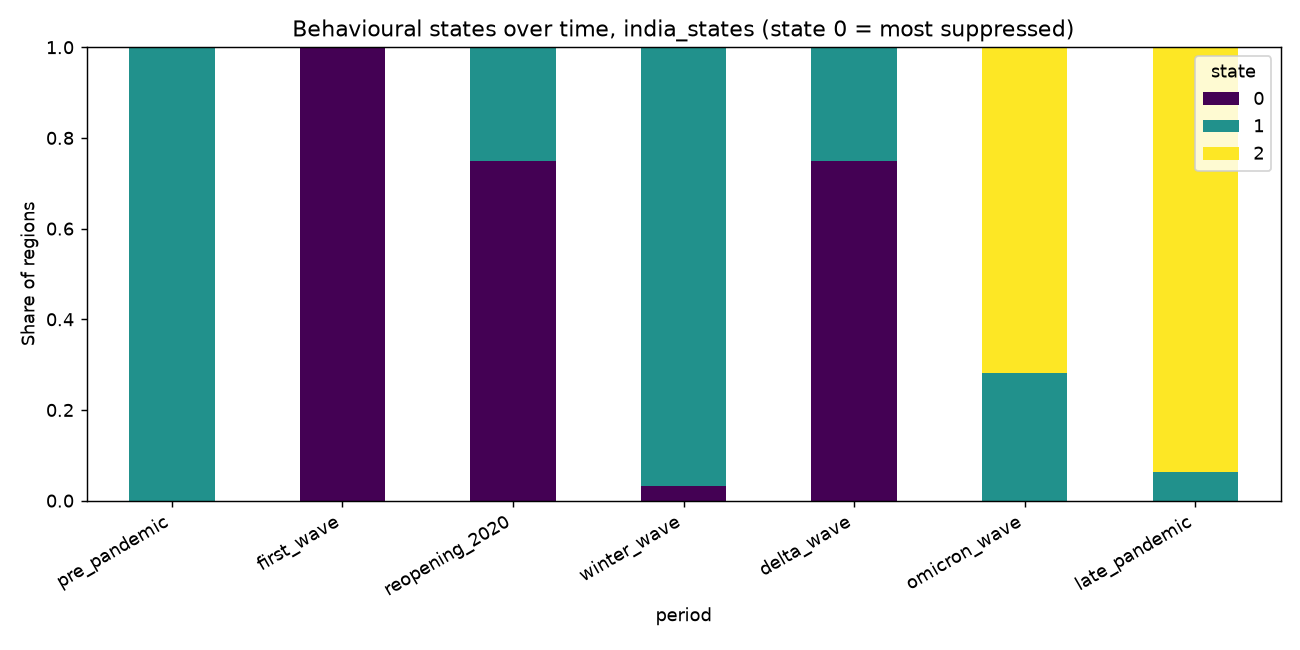 Behavioural states over time, india_states (state 0 = most suppressed)
Share of regions
1.0
0.8
0.6
0.4
0.2
0.0
state
0
1
2
pre_pandemic
first_wave
reopening_2020
winter_wave
delta_wave
omicron_wave
late_pandemic
period